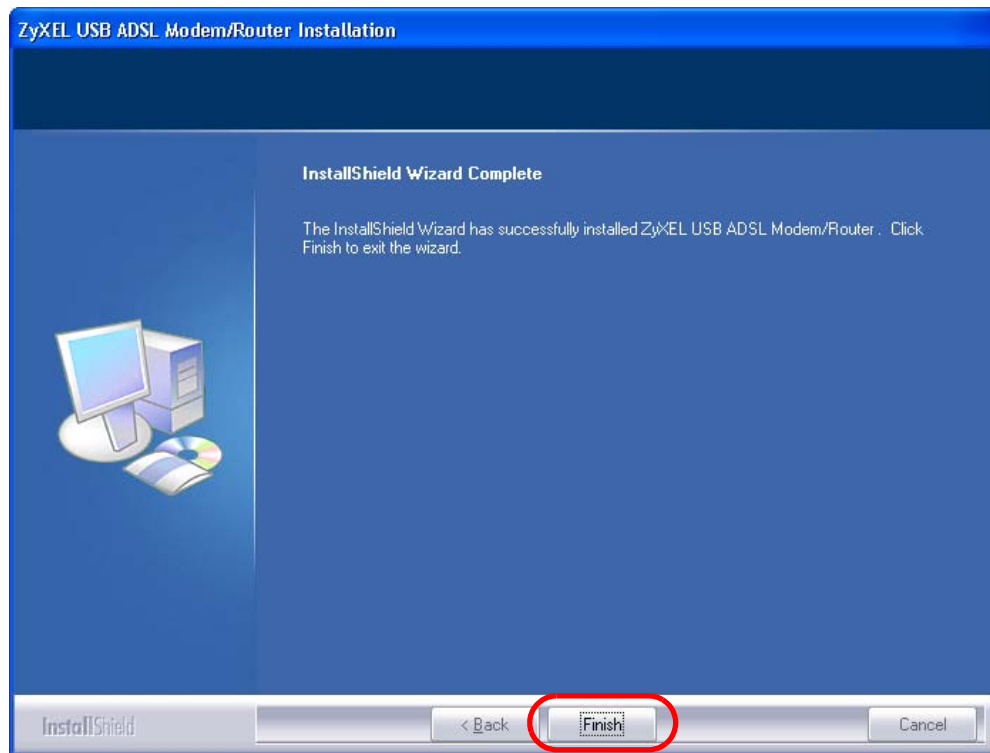 ZyXEL USB ADSL Modem/Router Installation
InstallShield Wizard Complete
The InstallShield Wizard has successfully installed ZyXEL USB ADSL Modem/Router . Click
Finish to exit the wizard.
InstallShield
< Back
Finish
Cancel